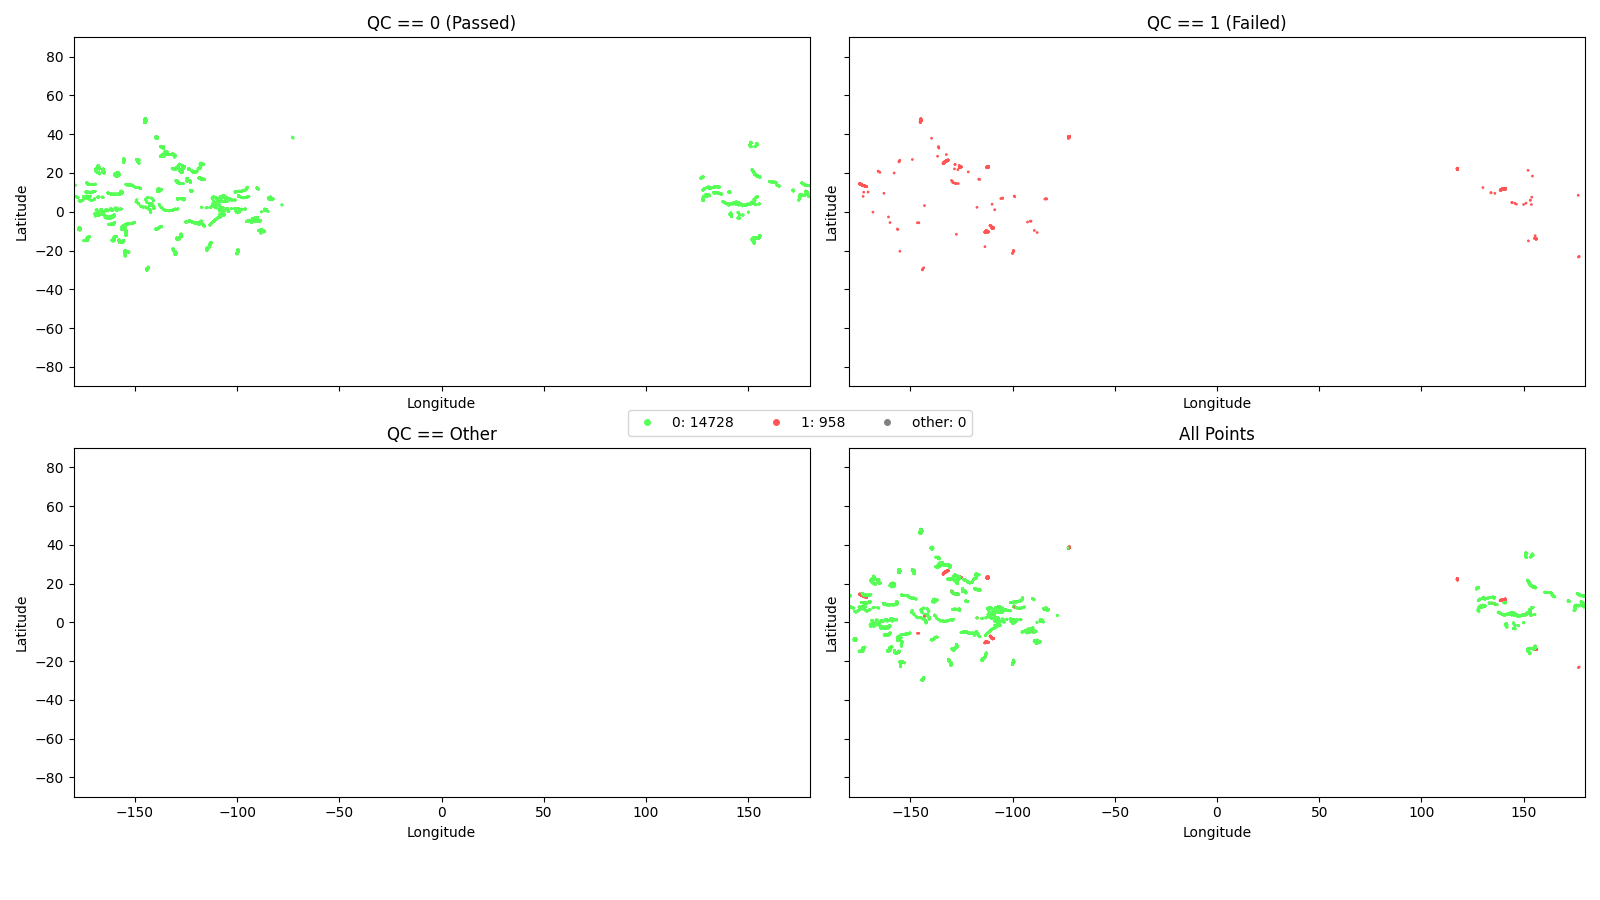 QC == 0 (Passed)
QC == 1 (Failed)
80
60
40
20
0
−20
−40
−60
−80
Latitude
Latitude
Longitude
Longitude
0: 14728 1: 958 other: 0
QC == Other
All Points
80
60
40
20
0
−20
−40
−60
−80
Latitude
Latitude
−150 −100 −50 0 50 100 150
−150 −100 −50 0 50 100 150
Longitude
Longitude